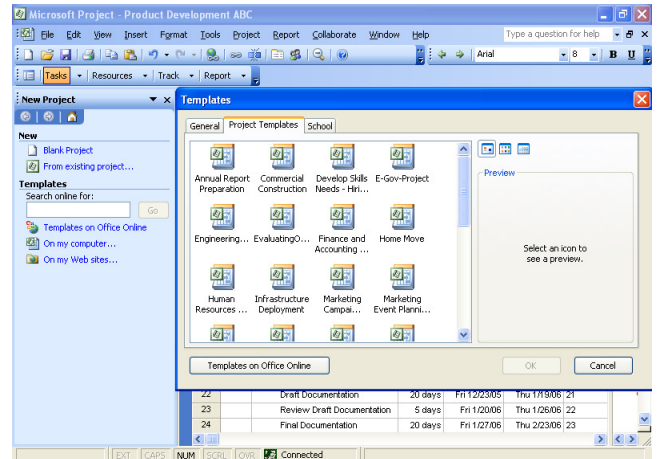 Microsoft Project - Product Development ABC
File Edit View Insert Format Tools Project Report Collaborate Window Help Type a question for help
Arial 8 B U
Tasks Resources Track Report
New Project
New
Blank Project
From existing project...
Templates
Search online for:
Go
Templates on Office Online
On my computer...
On my Web sites...
Templates
General Project Templates School
Annual Report Preparation Commercial Construction Develop Skills Needs - Hiri... E-Gov-Project
Engineering... EvaluatingO... Finance and Accounting ... Home Move
Human Resources ... Infrastructure Deployment Marketing Campai... Marketing Event Planni...
Preview
Select an icon to
see a preview.
Templates on Office Online OK Cancel
22 Draft Documentation 20 days Fri 12/23/05 Thu 1/19/06 21
23 Review Draft Documentation 5 days Fri 1/20/06 Thu 1/26/06 22
24 Final Documentation 20 days Fri 1/27/06 Thu 2/23/06 23
EXT CAPS NUM SCRL OVR Connected